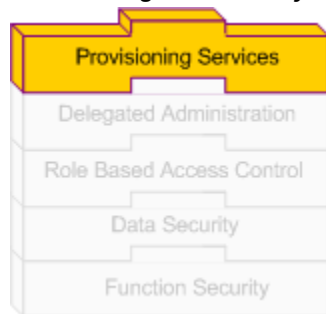 Provisioning Services
Delegated Administration
Role Based Access Control
Data Security
Function Security